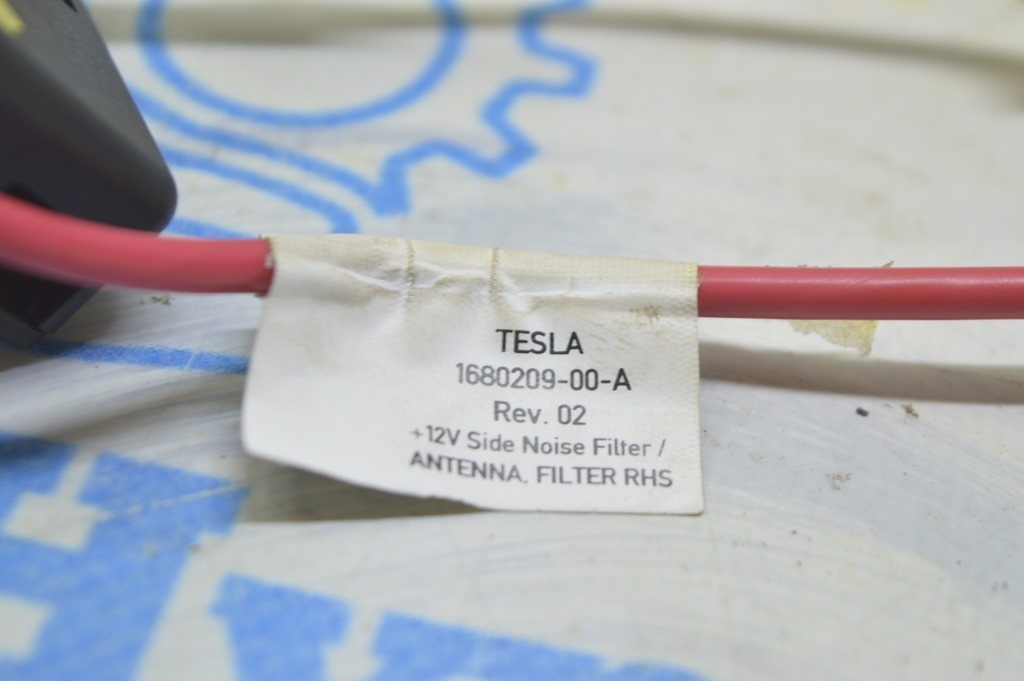 TESLA
1680209-00-A
Rev. 02
+12V Side Noise Filter /
ANTENNA, FILTER RHS